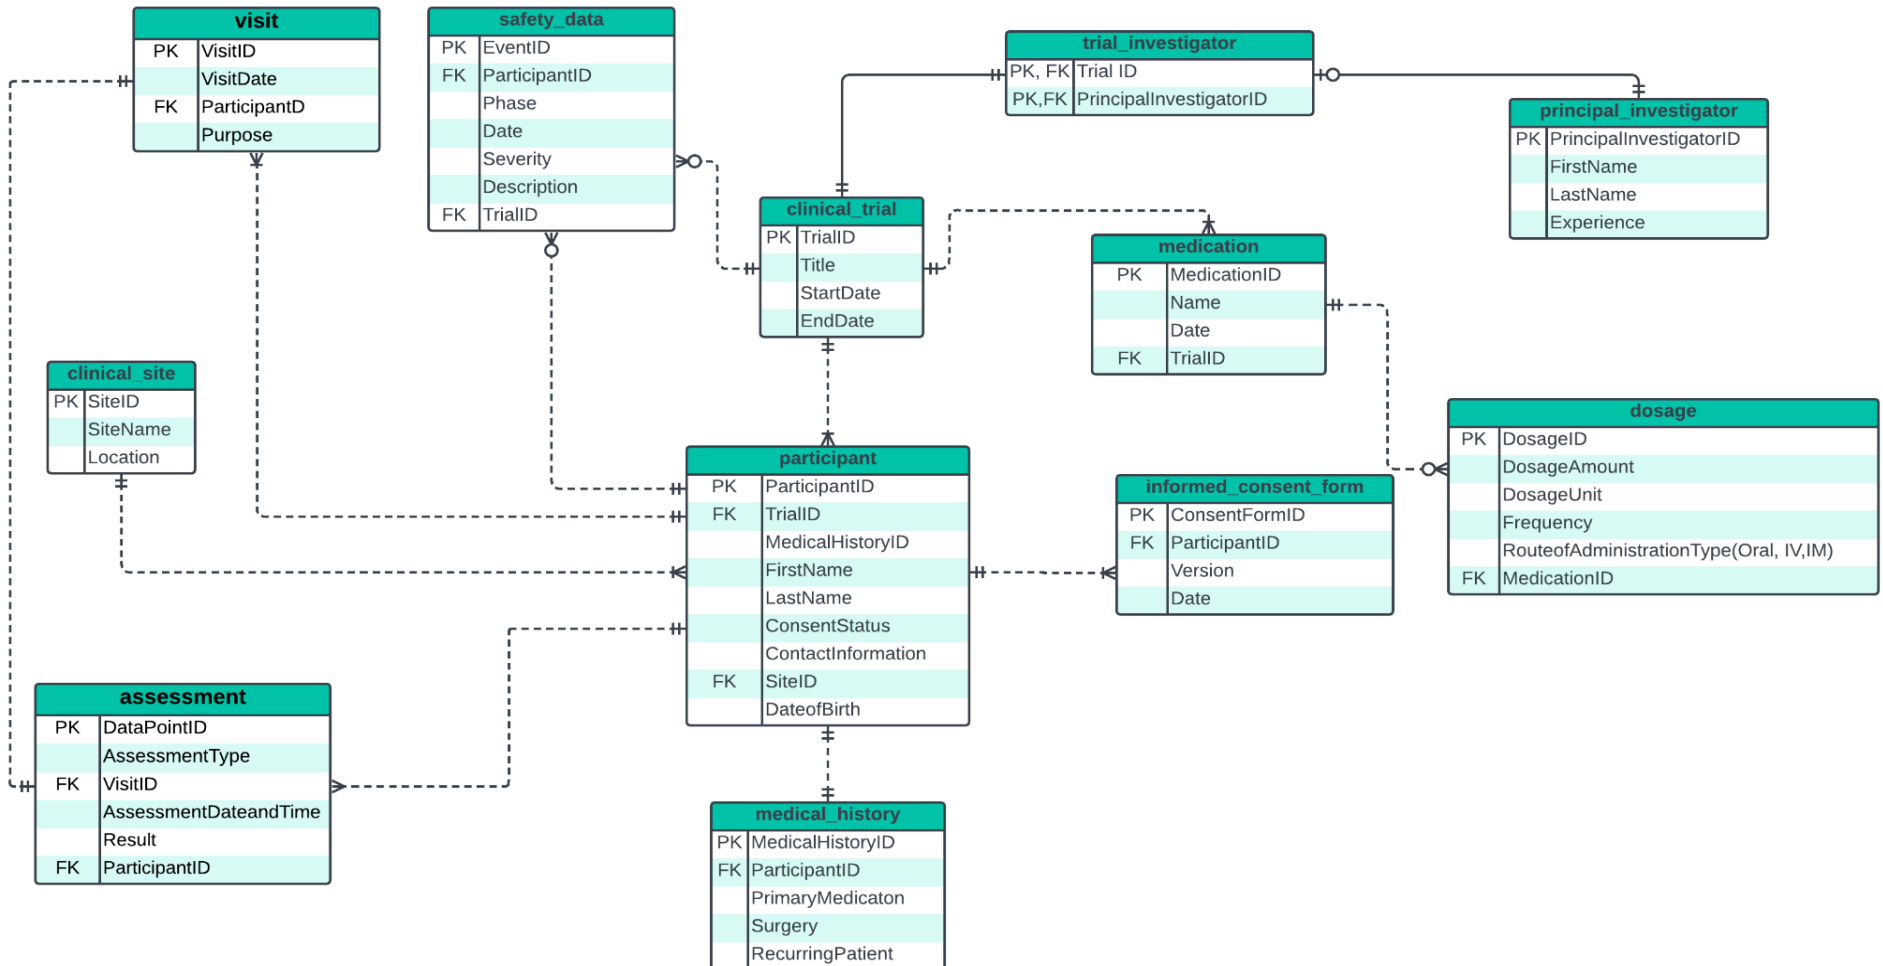 visit
PK VisitID
VisitDate
FK ParticipantD
Purpose
safety_data
PK EventID
FK ParticipantID
Phase
Date
Severity
Description
FK TrialID
trial_investigator
PK, FK Trial ID
PK,FK PrincipalInvestigatorID
principal_investigator
PK PrincipalInvestigatorID
FirstName
LastName
Experience
clinical_trial
PK TrialID
Title
StartDate
EndDate
medication
PK MedicationID
Name
Date
FK TrialID
clinical_site
PK SiteID
SiteName
Location
participant
PK ParticipantID
FK TrialID
MedicalHistoryID
FirstName
LastName
ConsentStatus
ContactInformation
FK SiteID
DateofBirth
informed_consent_form
PK ConsentFormID
FK ParticipantID
Version
Date
dosage
PK DosageID
DosageAmount
DosageUnit
Frequency
RouteofAdministrationType(Oral, IV,IM)
FK MedicationID
assessment
PK DataPointID
AssessmentType
FK VisitID
AssessmentDateandTime
Result
FK ParticipantID
medical_history
PK MedicalHistoryID
FK ParticipantID
PrimaryMedicaton
Surgery
RecurringPatient